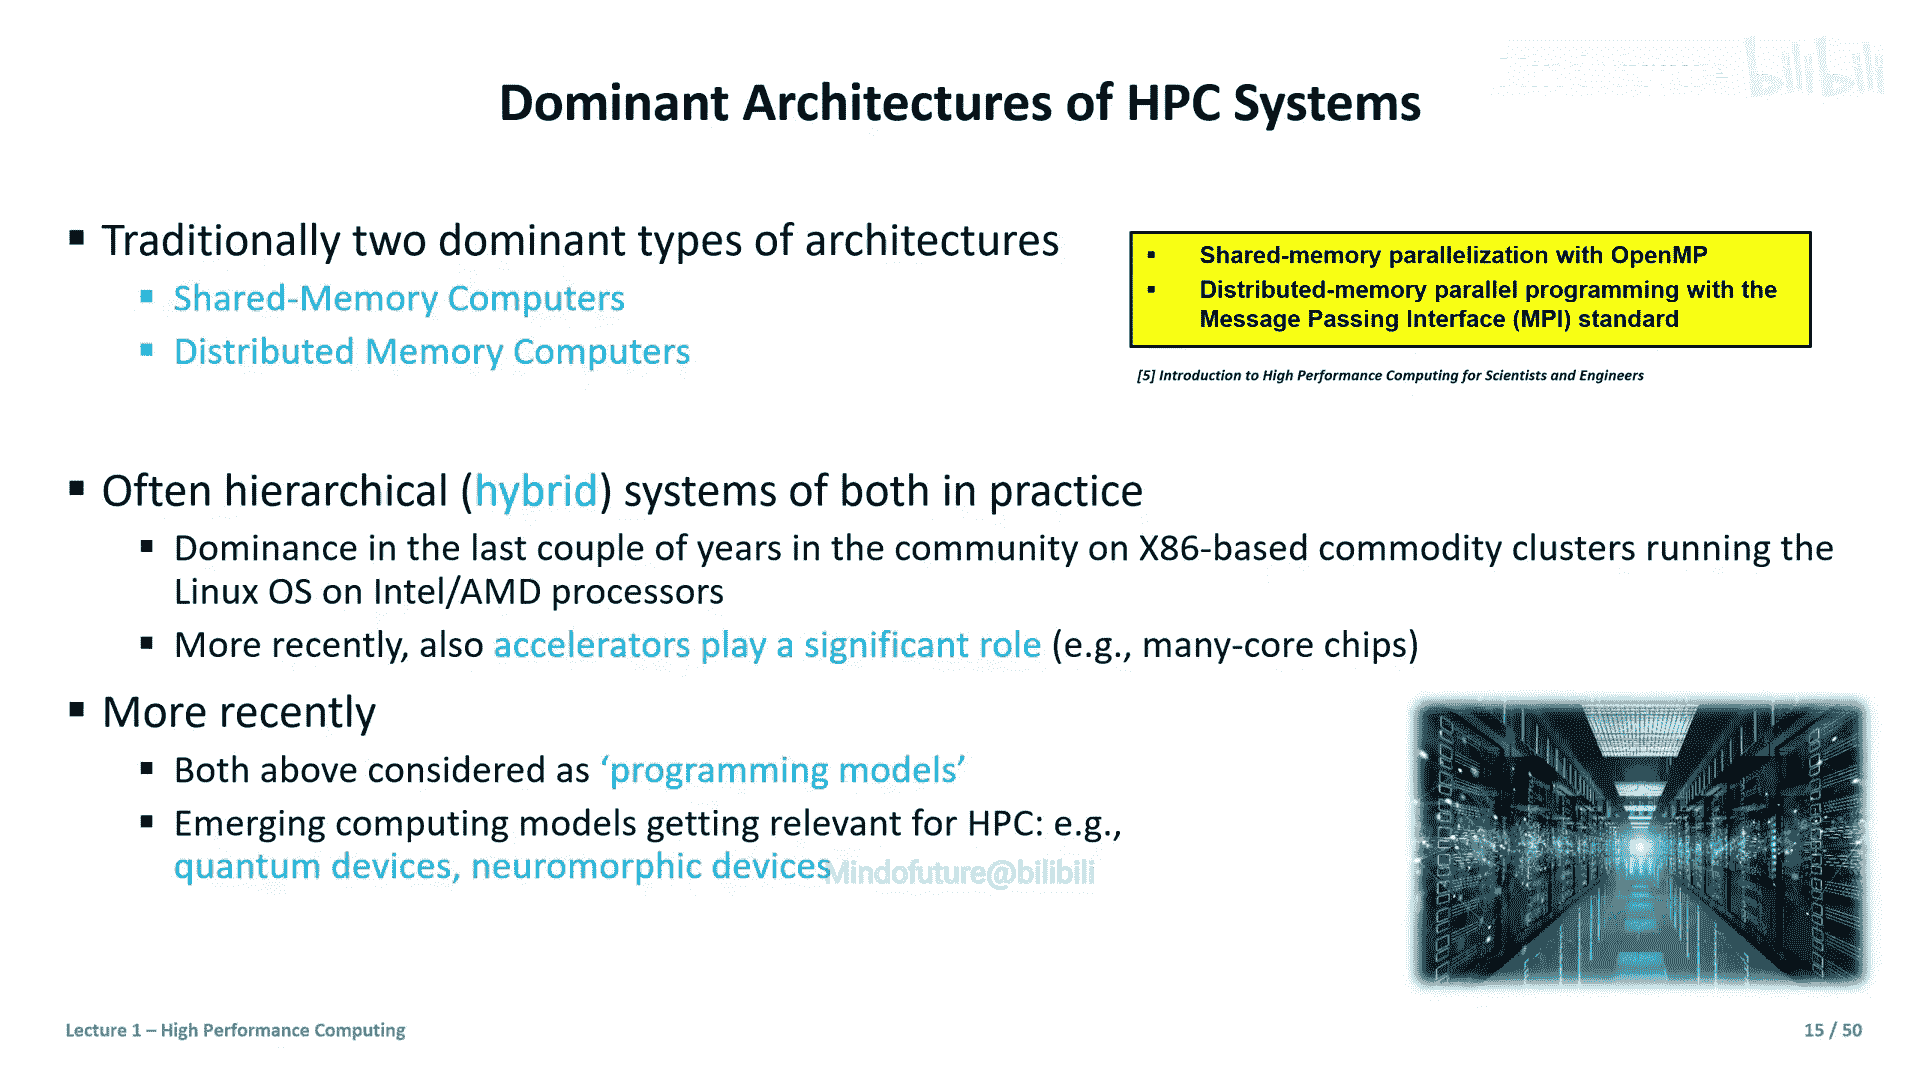 bilibili
Dominant Architectures of HPC Systems
▪ Traditionally two dominant types of architectures
▪ Shared-Memory Computers
▪ Distributed Memory Computers
▪ Shared-memory parallelization with OpenMP
▪ Distributed-memory parallel programming with the
Message Passing Interface (MPI) standard
[5] Introduction to High Performance Computing for Scientists and Engineers
▪ Often hierarchical (hybrid) systems of both in practice
▪ Dominance in the last couple of years in the community on X86-based commodity clusters running the
Linux OS on Intel/AMD processors
▪ More recently, also accelerators play a significant role (e.g., many-core chips)
▪ More recently
▪ Both above considered as ‘programming models’
▪ Emerging computing models getting relevant for HPC: e.g.,
quantum devices, neuromorphic devices
Mindofuture@bilibili
Lecture 1 – High Performance Computing
15 / 50